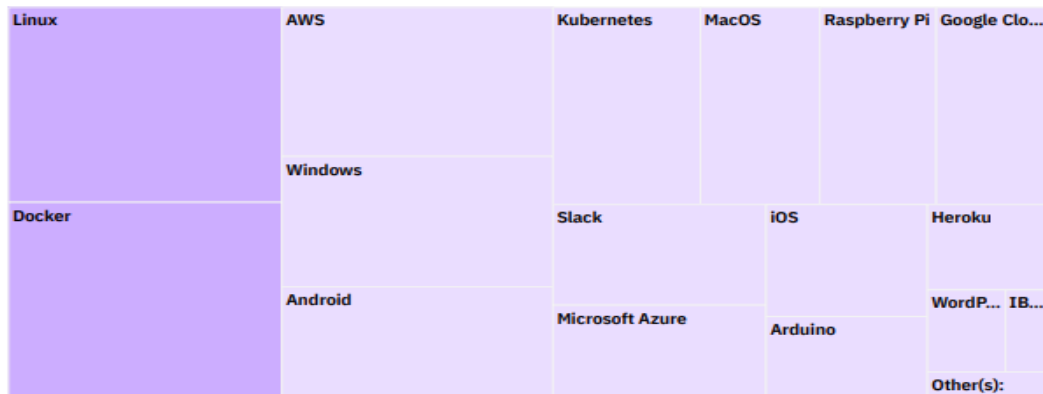 Linux
AWS
Kubernetes
MacOS
Raspberry Pi
Google Clo...
Windows
Docker
Slack
iOS
Heroku
Android
WordP...
IB...
Microsoft Azure
Arduino
Other(s):